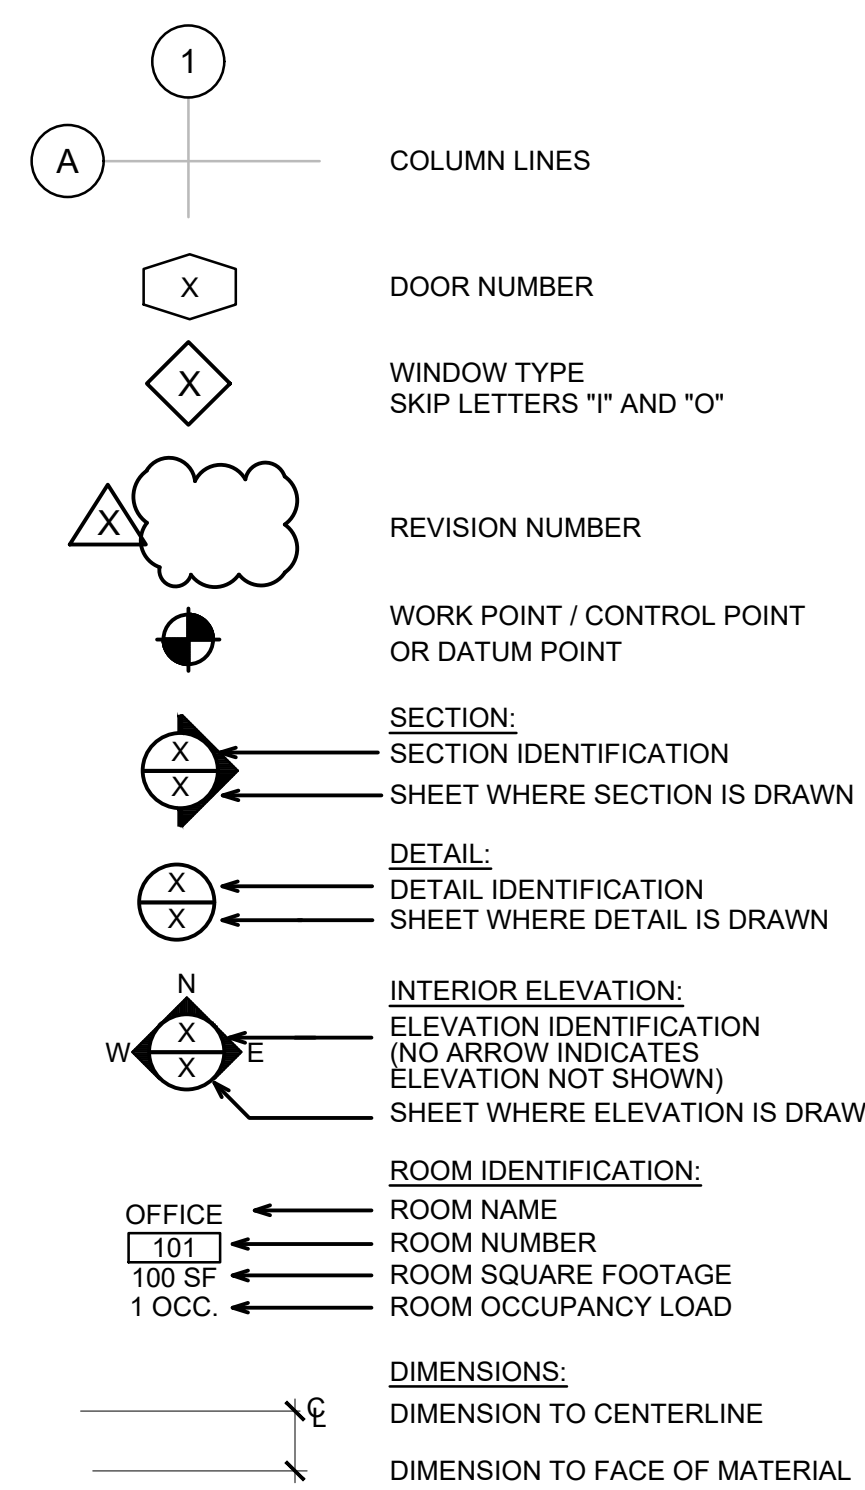 1
A
COLUMN LINES
X
DOOR NUMBER
X
WINDOW TYPE
SKIP LETTERS "I" AND "O"
X
REVISION NUMBER
WORK POINT / CONTROL POINT
OR DATUM POINT
SECTION:
X
SECTION IDENTIFICATION
X
SHEET WHERE SECTION IS DRAWN
DETAIL:
X
DETAIL IDENTIFICATION
X
SHEET WHERE DETAIL IS DRAWN
N
INTERIOR ELEVATION:
X
ELEVATION IDENTIFICATION
W
E
(NO ARROW INDICATES
X
ELEVATION NOT SHOWN)
SHEET WHERE ELEVATION IS DRAW
ROOM IDENTIFICATION:
OFFICE
ROOM NAME
101
ROOM NUMBER
100 SF
ROOM SQUARE FOOTAGE
1 OCC.
ROOM OCCUPANCY LOAD
DIMENSIONS:
℄
DIMENSION TO CENTERLINE
DIMENSION TO FACE OF MATERIAL